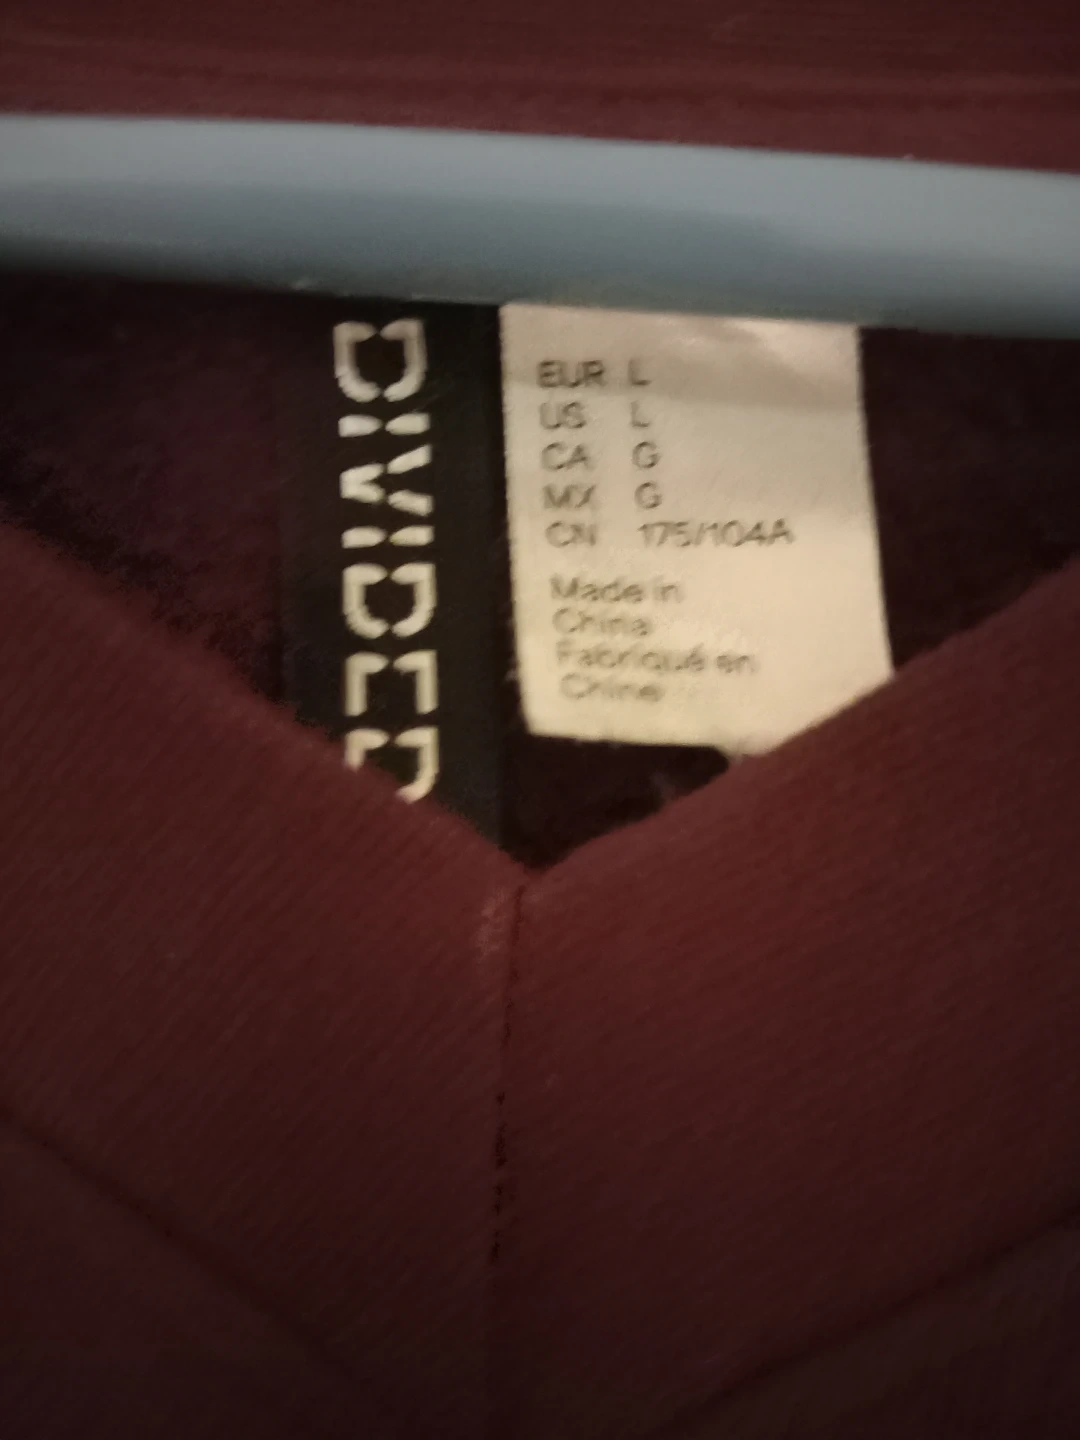 DIVIDED
EUR L
US L
CA G
MX G
CN 175/104A
Made in
China
Fabriqué en
Chine